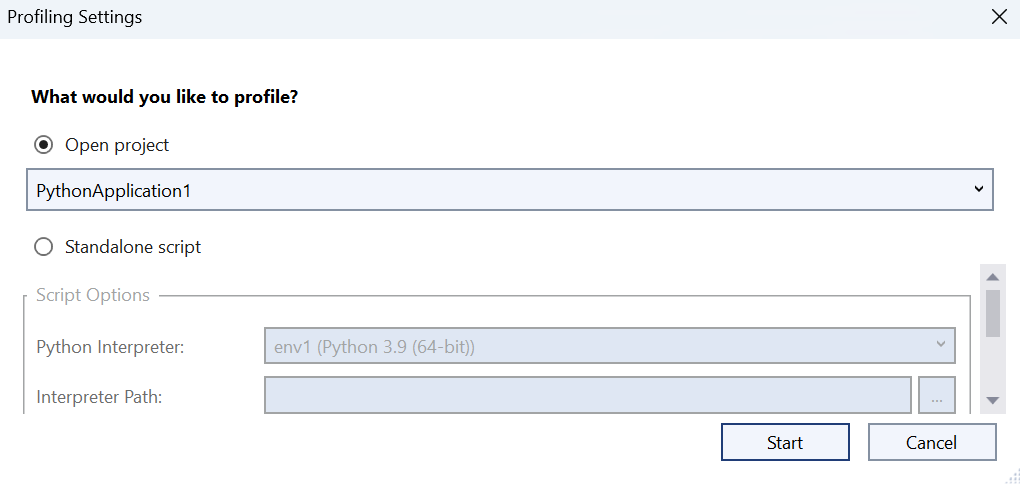 Profiling Settings
What would you like to profile?
Open project
PythonApplication1
Standalone script
Script Options
Python Interpreter:
env1 (Python 3.9 (64-bit))
Interpreter Path:
...
Start
Cancel